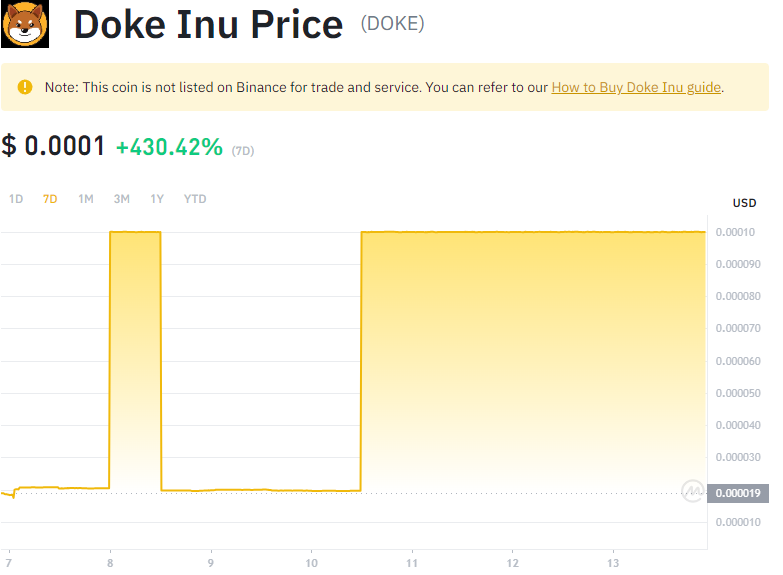 Doke Inu Price (DOKE)
Note: This coin is not listed on Binance for trade and service. You can refer to our How to Buy Doke Inu guide.
$ 0.0001 +430.42% (7D)
1D 7D 1M 3M 1Y YTD
USD
0.00010
0.000090
0.000080
0.000070
0.000060
0.000050
0.000040
0.000030
0.000019
0.000010
7 8 9 10 11 12 13